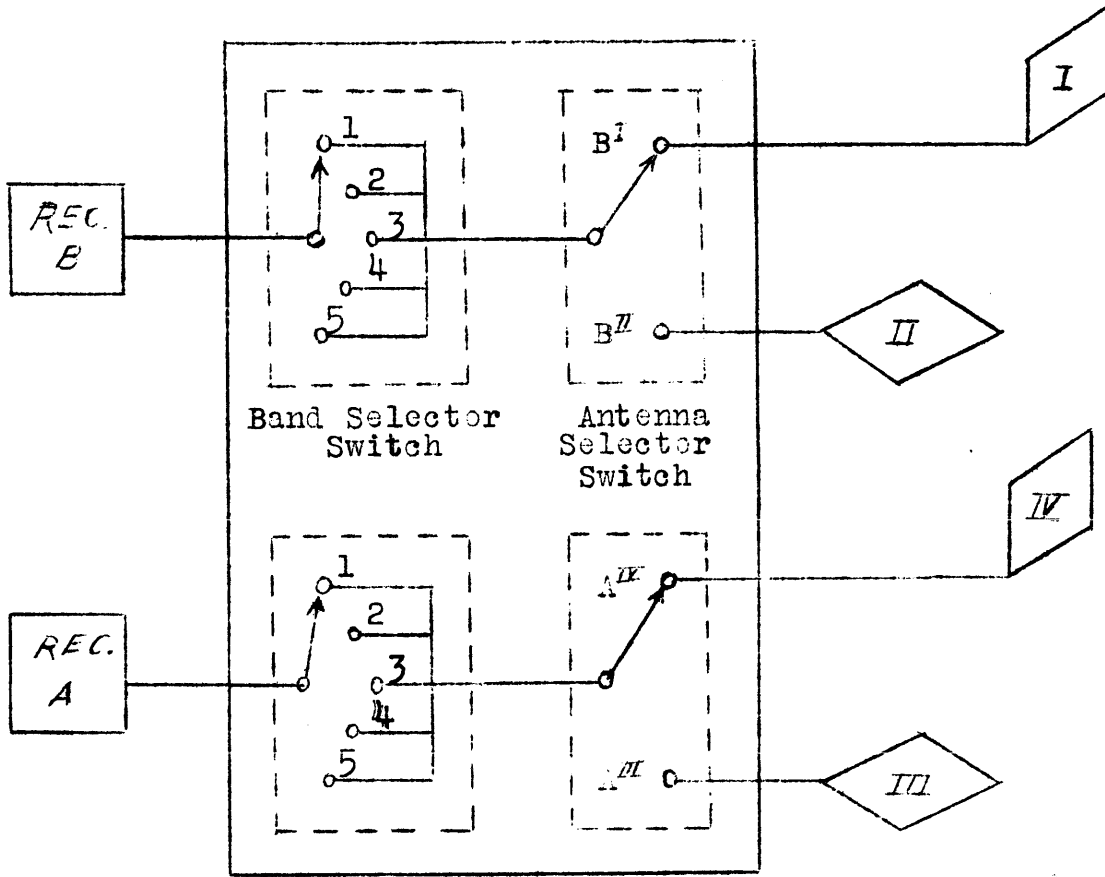 I
1
B^I
2
REC.
B
3
4
5
B^II
II
Band Selector
Switch
Antenna
Selector
Switch
IV
1
A^IV
2
REC.
A
3
4
5
A^III
III